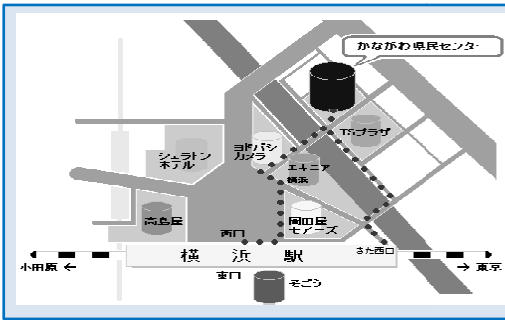 かながわ県民センター
TSプラザ
ヨドバシ
カメラ
シェラトン
ホテル
エキニア
横浜
高島屋
岡田屋
モアーズ
西口
きた西口
横 浜 駅
小田原 ←
→ 東京
東口
そごう